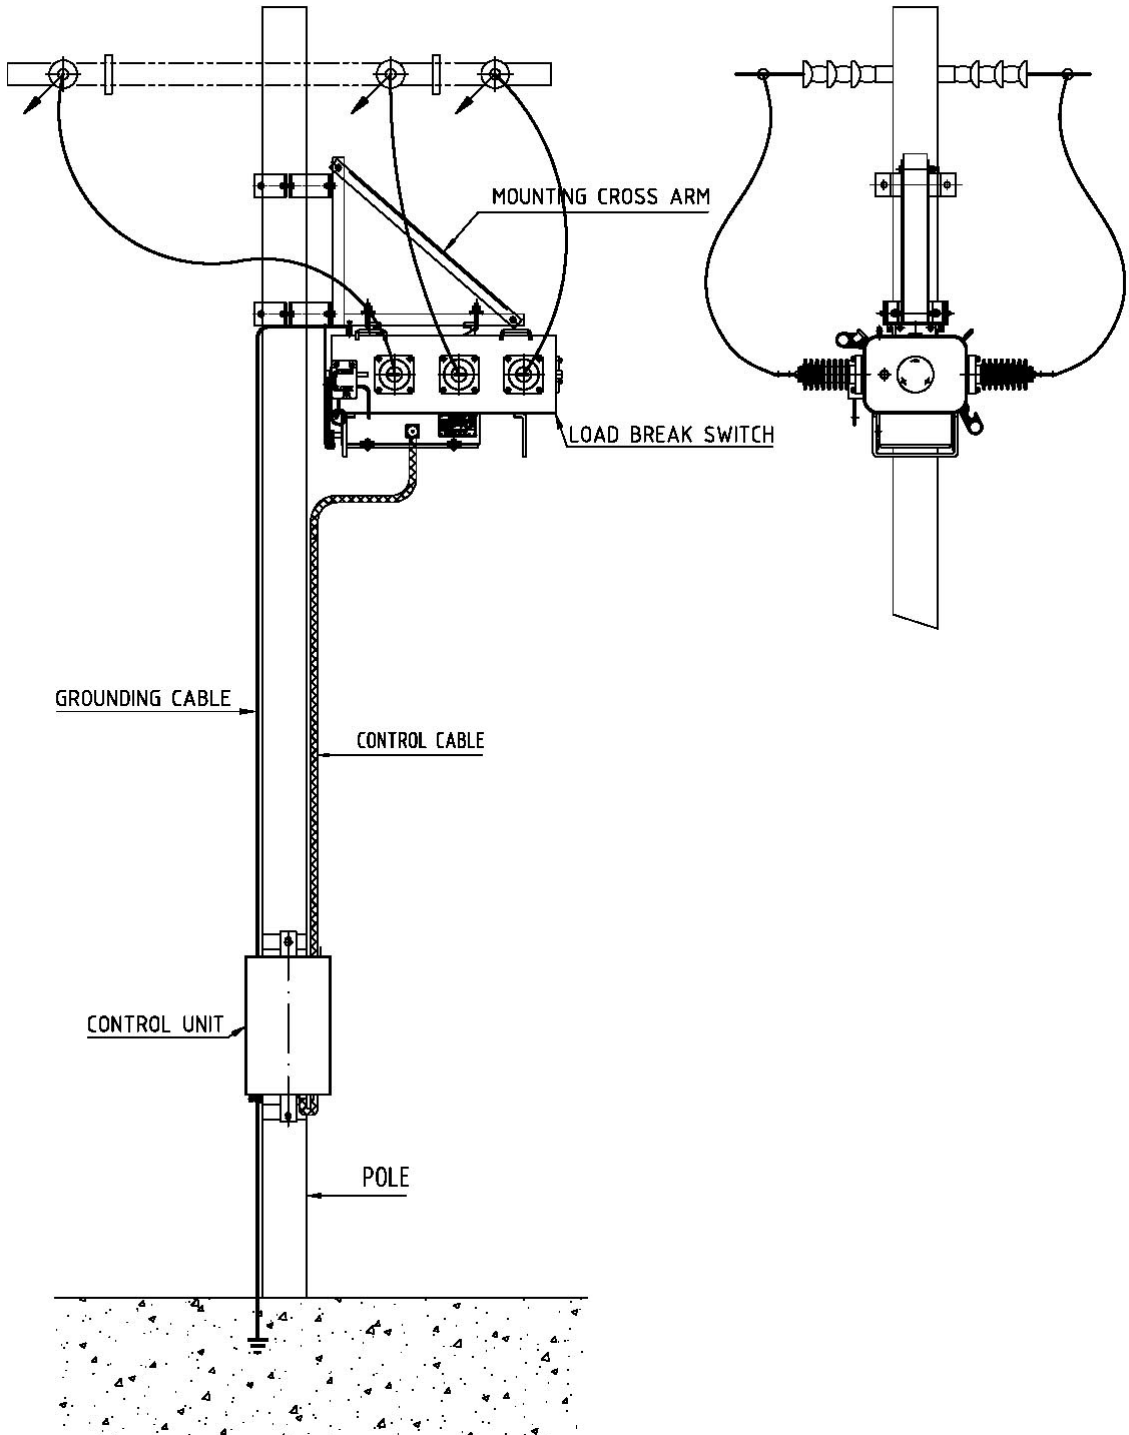 MOUNTING CROSS ARM
LOAD BREAK SWITCH
GROUNDING CABLE
CONTROL CABLE
CONTROL UNIT
POLE